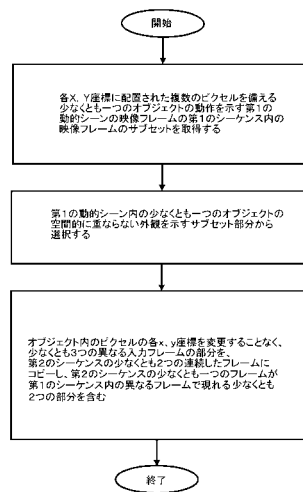 開始
各X, Y座標に配置された複数のピクセルを備える
少なくとも一つのオブジェクトの動作を示す第1の
動的シーンの映像フレームの第1のシーケンス内の
映像フレームのサブセットを取得する
第1の動的シーン内の少なくとも一つのオブジェクトの
空間的に重ならない外観を示すサブセット部分から
選択する
オブジェクト内のピクセルの各x, y座標を変更することなく、
少なくとも3つの異なる入力フレームの部分を、
第2のシーケンスの少なくとも2つの連続したフレームに
コピーし、第2のシーケンスの少なくとも一つのフレームが
第1のシーケンス内の異なるフレームで現れる少なくとも
2つの部分を含む
終了